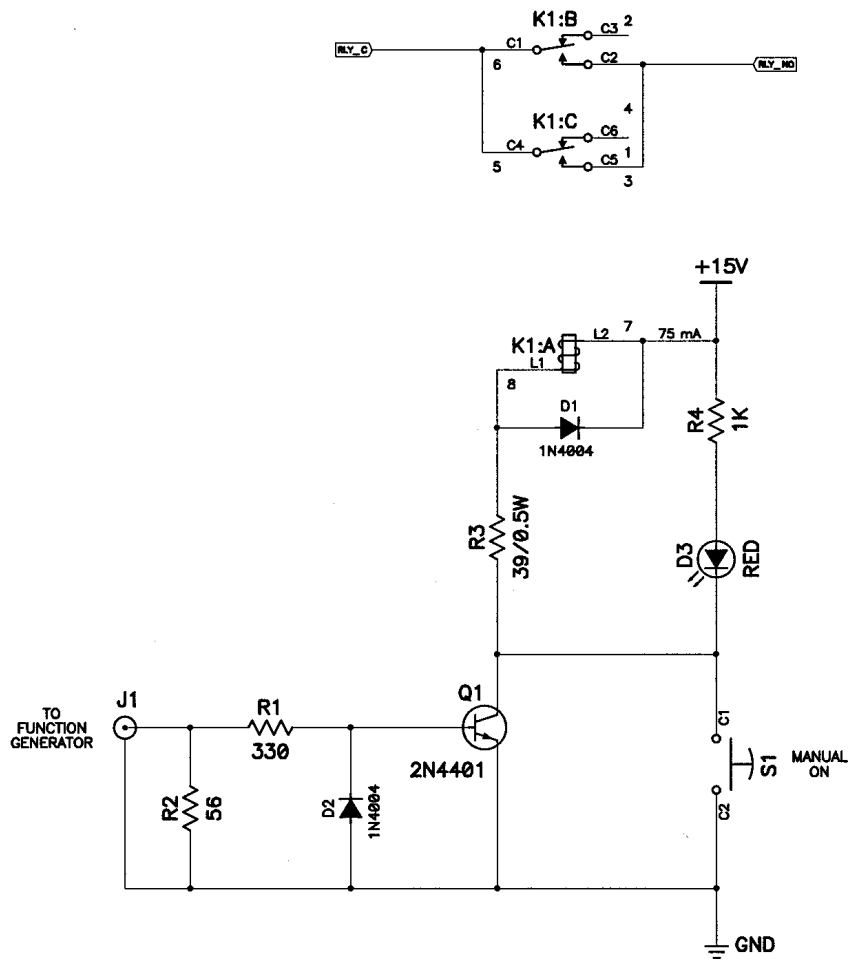 K1:B
C3 2
RLY_C
C1
6
C2
RLY_NO
4
K1:C
C6
C4
1
5
C5
3
+15V
7
L2
75 mA
K1:A
L1
8
D1
1N4004
R4
1K
R3
39/0.5W
D3
RED
J1
Q1
TO
FUNCTION
GENERATOR
R1
330
2N4401
C1
S1
MANUAL
ON
R2
56
D2
1N4004
C2
GND